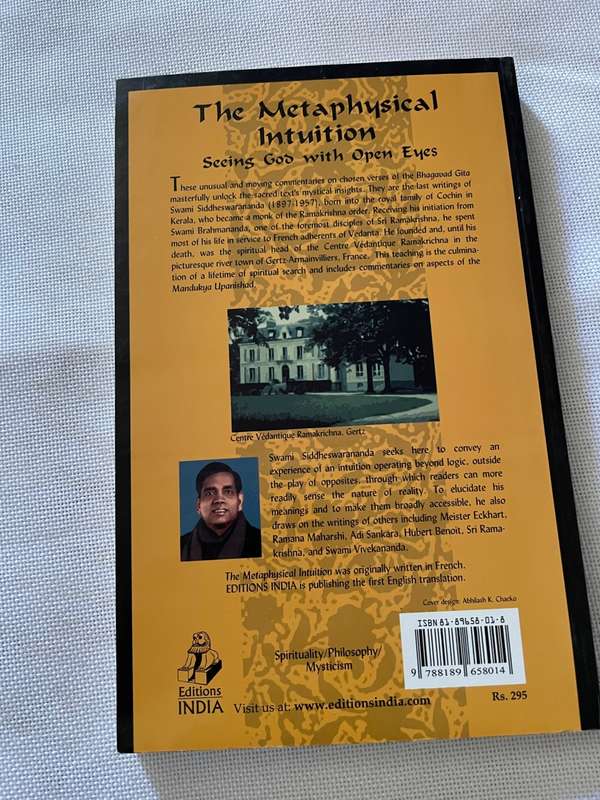 The Metaphysical
Intuition
Seeing God with Open Eyes
These unusual and moving commentaries on chosen verses of the Bhagavad Gita
masterfully unlock the sacred text's mystical insights. They are the last writings of
Swami Siddheswarananda (1897-1957), born into the royal family of Cochin in
Kerala, who became a monk of the Ramakrishna order. Receiving his initiation from
Swami Brahmananda, one of the foremost disciples of Sri Ramakrishna, he spent
most of his life in service to French adherents of Vedanta. He founded and, until his
death, was the spiritual head of the Centre Védantique Ramakrichna in the
picturesque river town of Gertz-Armainvilliers, France. This teaching is the culmina-
tion of a lifetime of spiritual search and includes commentaries on aspects of the
Mandukya Upanishad.
Centre Védantique Ramakrichna, Gertz
Swami Siddheswarananda seeks here to convey an
experience of an intuition operating beyond logic, outside
the play of opposites, through which readers can more
readily sense the nature of reality. To elucidate his
meanings and to make them broadly accessible, he also
draws on the writings of others including Meister Eckhart,
Ramana Maharshi, Adi Sankara, Hubert Benoit, Sri Rama-
krishna, and Swami Vivekananda.
The Metaphysical Intuition was originally written in French.
EDITIONS INDIA is publishing the first English translation.
Cover design: Abhilash K. Chacko
ISBN 81-89658-01-8
9 788189 658014
Spirituality/Philosophy/
Mysticism
Editions
INDIA
Visit us at: www.editionsindia.com
Rs. 295